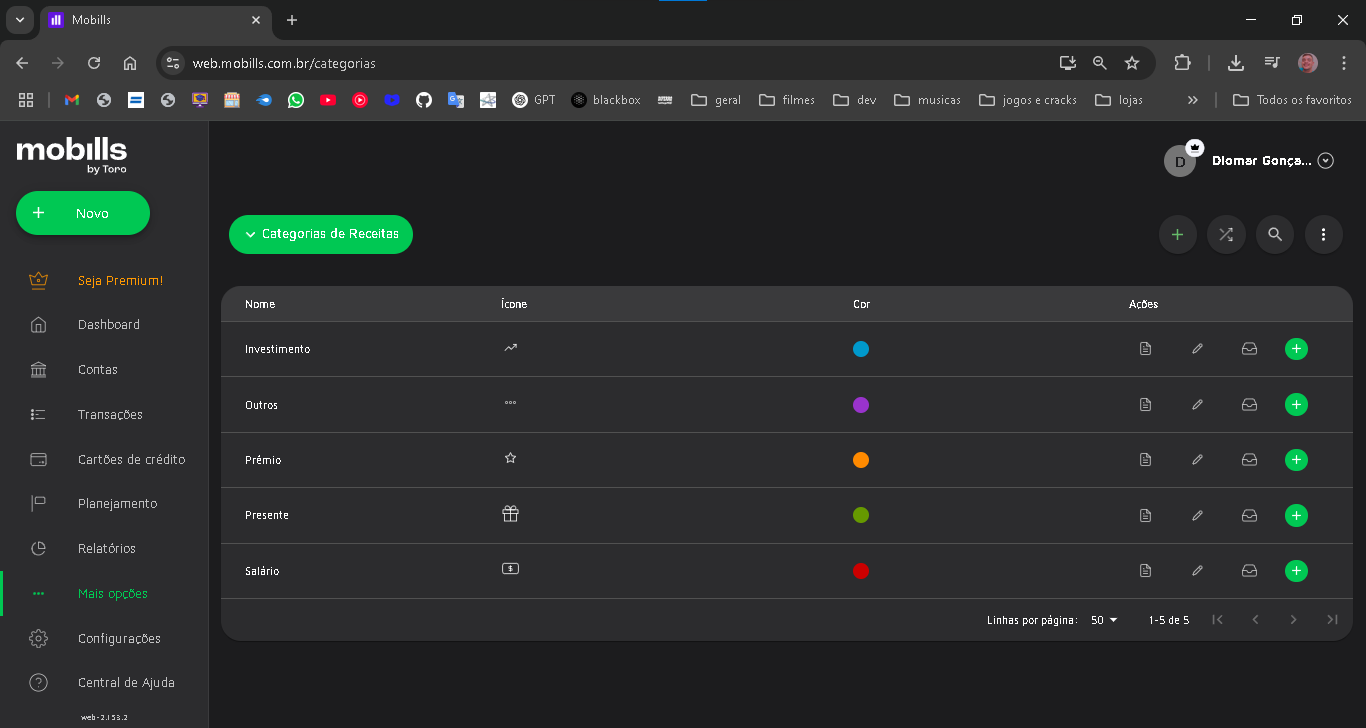 Mobills
web.mobills.com.br/categorias
GPT
blackbox
geral
filmes
dev
musicas
jogos e cracks
lojas
Todos os favoritos
mobills
by Toro
D
Diomar Gonça...
Novo
Categorias de Receitas
Seja Premium!
Dashboard
Contas
Transações
Cartões de crédito
Planejamento
Relatórios
Mais opções
Configurações
Central de Ajuda
web-2.153.2
Nome Ícone Cor Ações
Investimento
Outros
Prêmio
Presente
Salário
Linhas por página: 50 1-5 de 5